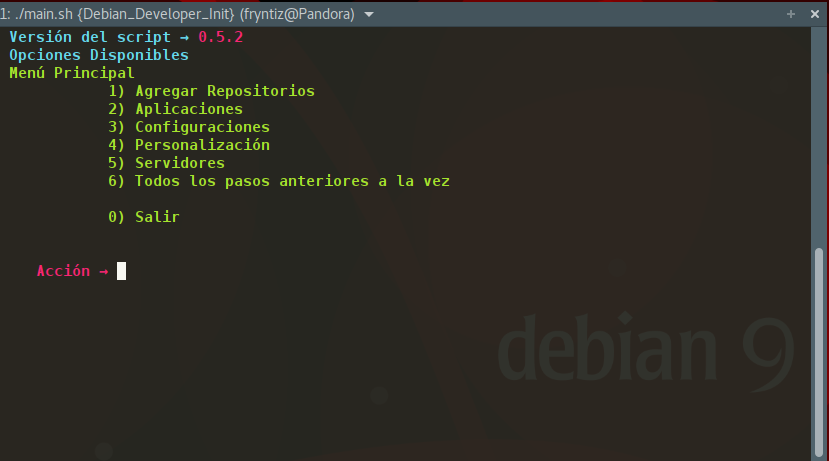 1: ./main.sh {Debian_Developer_Init} (fryntiz@Pandora)
Versión del script → 0.5.2
Opciones Disponibles
Menú Principal
1) Agregar Repositorios
2) Aplicaciones
3) Configuraciones
4) Personalización
5) Servidores
6) Todos los pasos anteriores a la vez
0) Salir
Acción →
debian 9